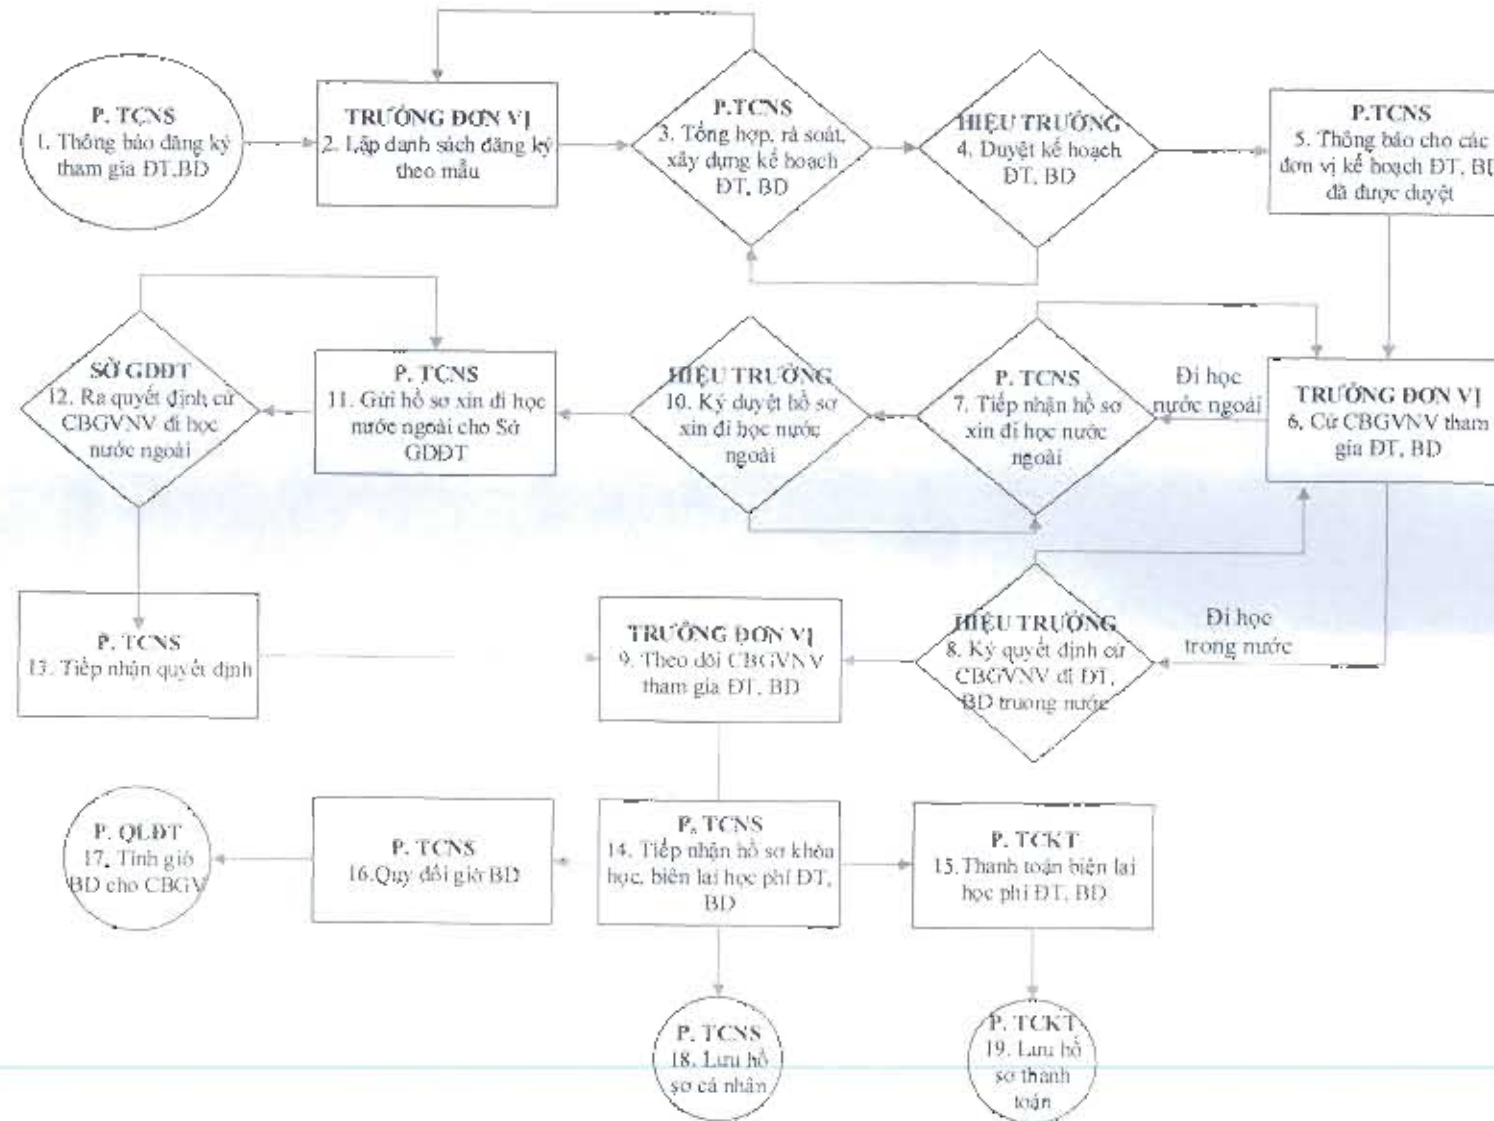 P. TCNS
1. Thông báo đăng ký
tham gia ĐT,BD
TRƯỞNG ĐƠN VỊ
2. Lập danh sách đăng ký
theo mẫu
P.TCNS
3. Tổng hợp, rà soát,
xây dựng kế hoạch
ĐT, BD
HIỆU TRƯỞNG
4. Duyệt kế hoạch
ĐT, BD
P.TCNS
5. Thông báo cho các
đơn vị kế hoạch ĐT, BD
đã được duyệt
SỞ GDĐT
12. Ra quyết định cử
CBGVNV đi học
nước ngoài
P. TCNS
11. Gửi hồ sơ xin đi học
nước ngoài cho Sở
GDĐT
HIỆU TRƯỞNG
10. Ký duyệt hồ sơ
xin đi học nước
ngoài
P. TCNS
7. Tiếp nhận hồ sơ
xin đi học nước
ngoài
Đi học
nước ngoài
TRƯỞNG ĐƠN VỊ
6. Cử CBGVNV tham
gia ĐT, BD
P. TCNS
13. Tiếp nhận quyết định
TRƯỞNG ĐƠN VỊ
9. Theo dõi CBGVNV
tham gia ĐT, BD
HIỆU TRƯỞNG
8. Ký quyết định cử
CBGVNV đi ĐT,
BD truong nước
Đi học
trong nước
P. QLĐT
17. Tính giờ
BD cho CBGV
P. TCNS
16.Quy đổi giờ BD
P. TCNS
14. Tiếp nhận hồ sơ khóa
học, biên lai học phí ĐT,
BD
P. TCKT
15.Thanh toán biên lai
học phí ĐT, BD
P. TCNS
18. Lưu hồ
sơ cá nhân
P. TCKT
19. Lưu hồ
sơ thanh
toán